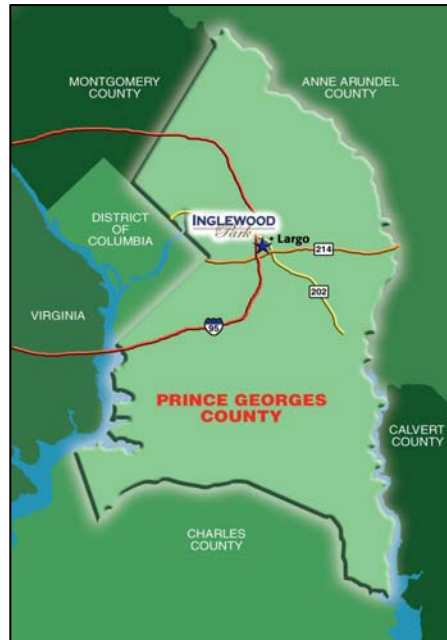 MONTGOMERY
COUNTY
ANNE ARUNDEL
COUNTY
DISTRICT
OF
COLUMBIA
INGLEWOOD
Park
Largo
214
202
VIRGINIA
95
PRINCE GEORGES
COUNTY
CALVERT
COUNTY
CHARLES
COUNTY